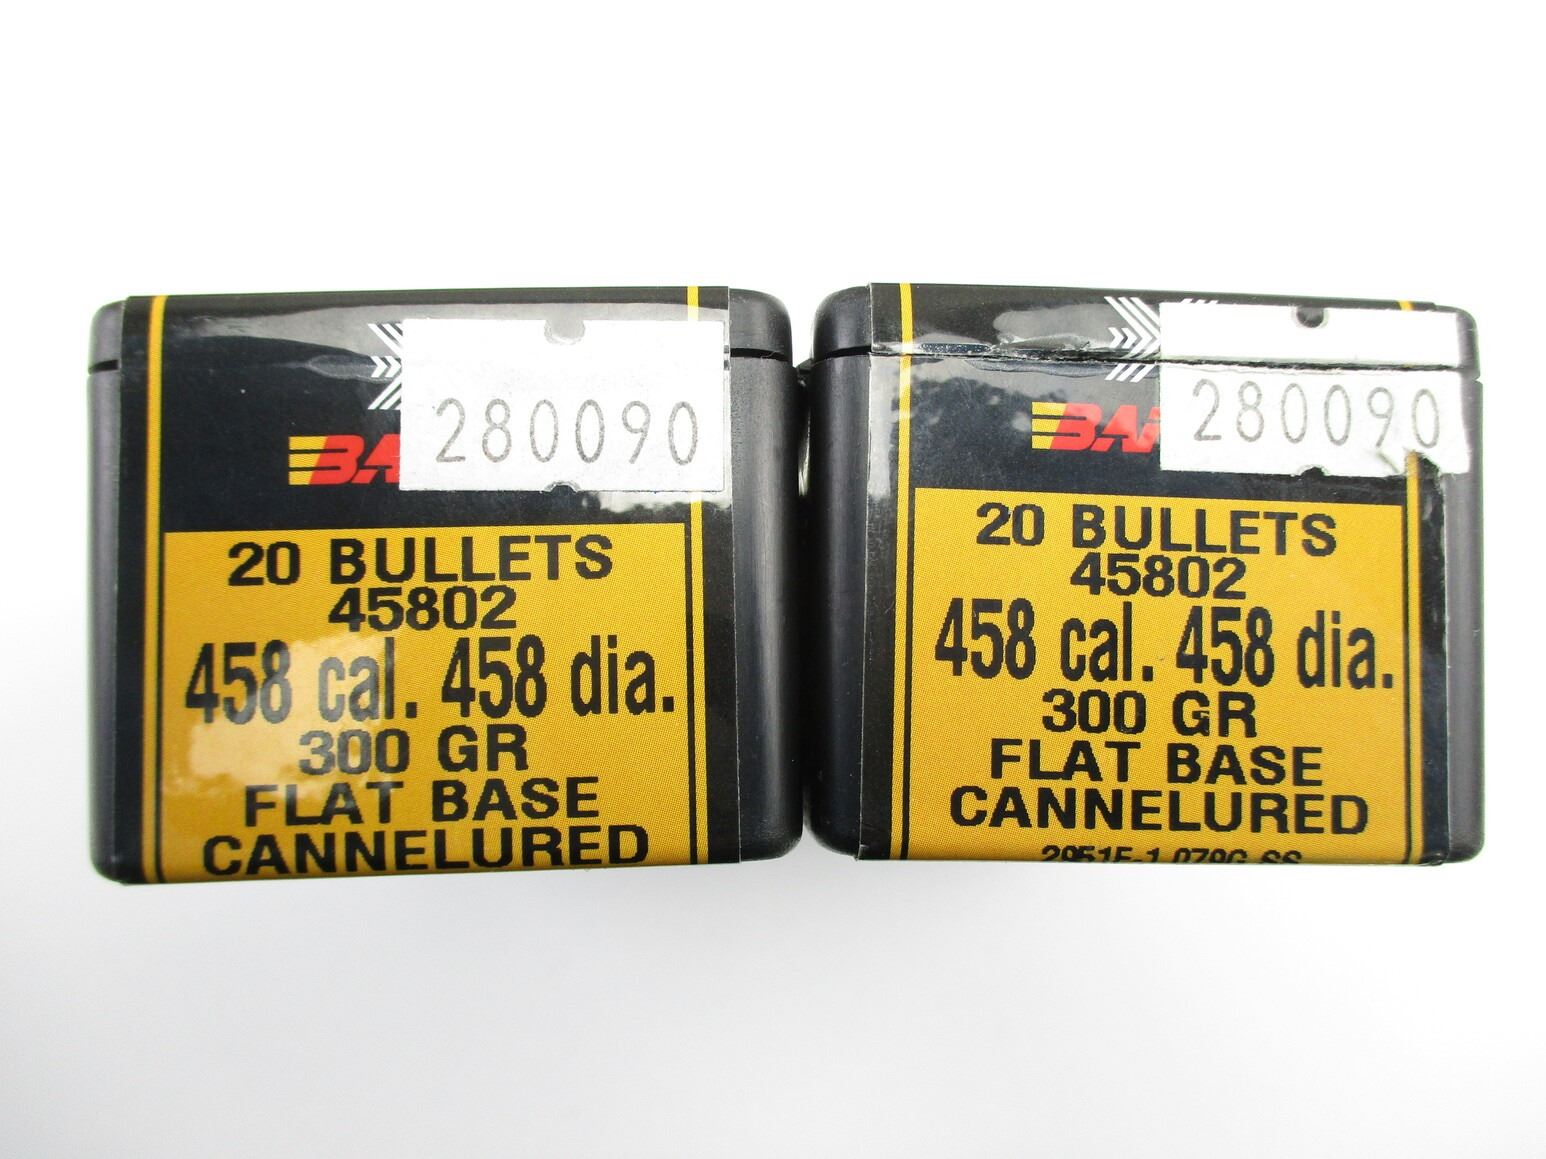 280090
BA
20 BULLETS
45802
458 cal. 458 dia.
300 GR
FLAT BASE
CANNELURED
280090
BAR
20 BULLETS
45802
458 cal. 458 dia.
300 GR
FLAT BASE
CANNELURED